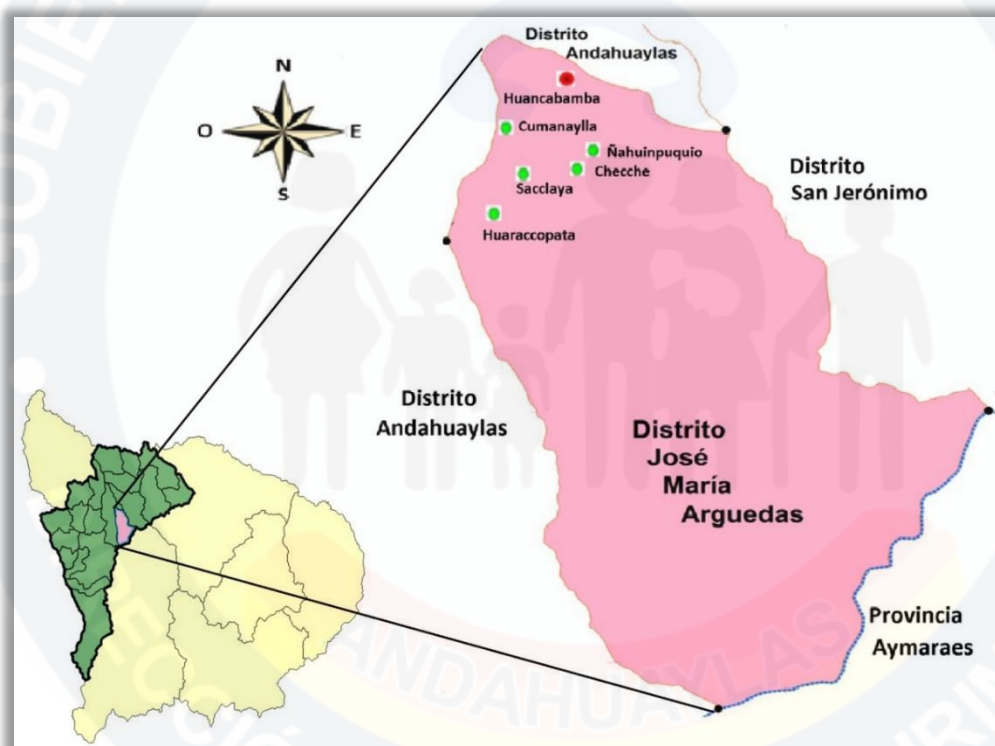 Distrito
Andahuaylas
N
O
E
S
Huancabamba
Cumanaylla
Ñahuinpuquio
Checche
Sacclaya
Huaraccopata
Distrito
San Jerónimo
Distrito
Andahuaylas
Distrito
José
María
Arguedas
Provincia
Aymaraes
ANDAHUAYLAS